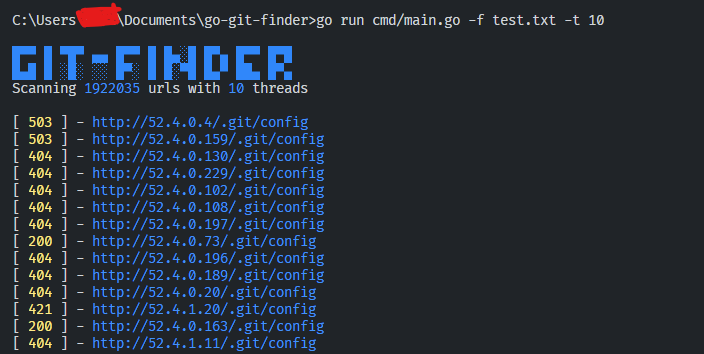 C:\Users\Documents\go-git-finder>go run cmd/main.go -f test.txt -t 10
GIT-FINDER
Scanning 1922035 urls with 10 threads
[ 503 ] - http://52.4.0.4/.git/config
[ 503 ] - http://52.4.0.159/.git/config
[ 404 ] - http://52.4.0.130/.git/config
[ 404 ] - http://52.4.0.229/.git/config
[ 404 ] - http://52.4.0.102/.git/config
[ 404 ] - http://52.4.0.108/.git/config
[ 404 ] - http://52.4.0.197/.git/config
[ 200 ] - http://52.4.0.73/.git/config
[ 404 ] - http://52.4.0.196/.git/config
[ 404 ] - http://52.4.0.189/.git/config
[ 404 ] - http://52.4.0.20/.git/config
[ 421 ] - http://52.4.1.20/.git/config
[ 200 ] - http://52.4.0.163/.git/config
[ 404 ] - http://52.4.1.11/.git/config